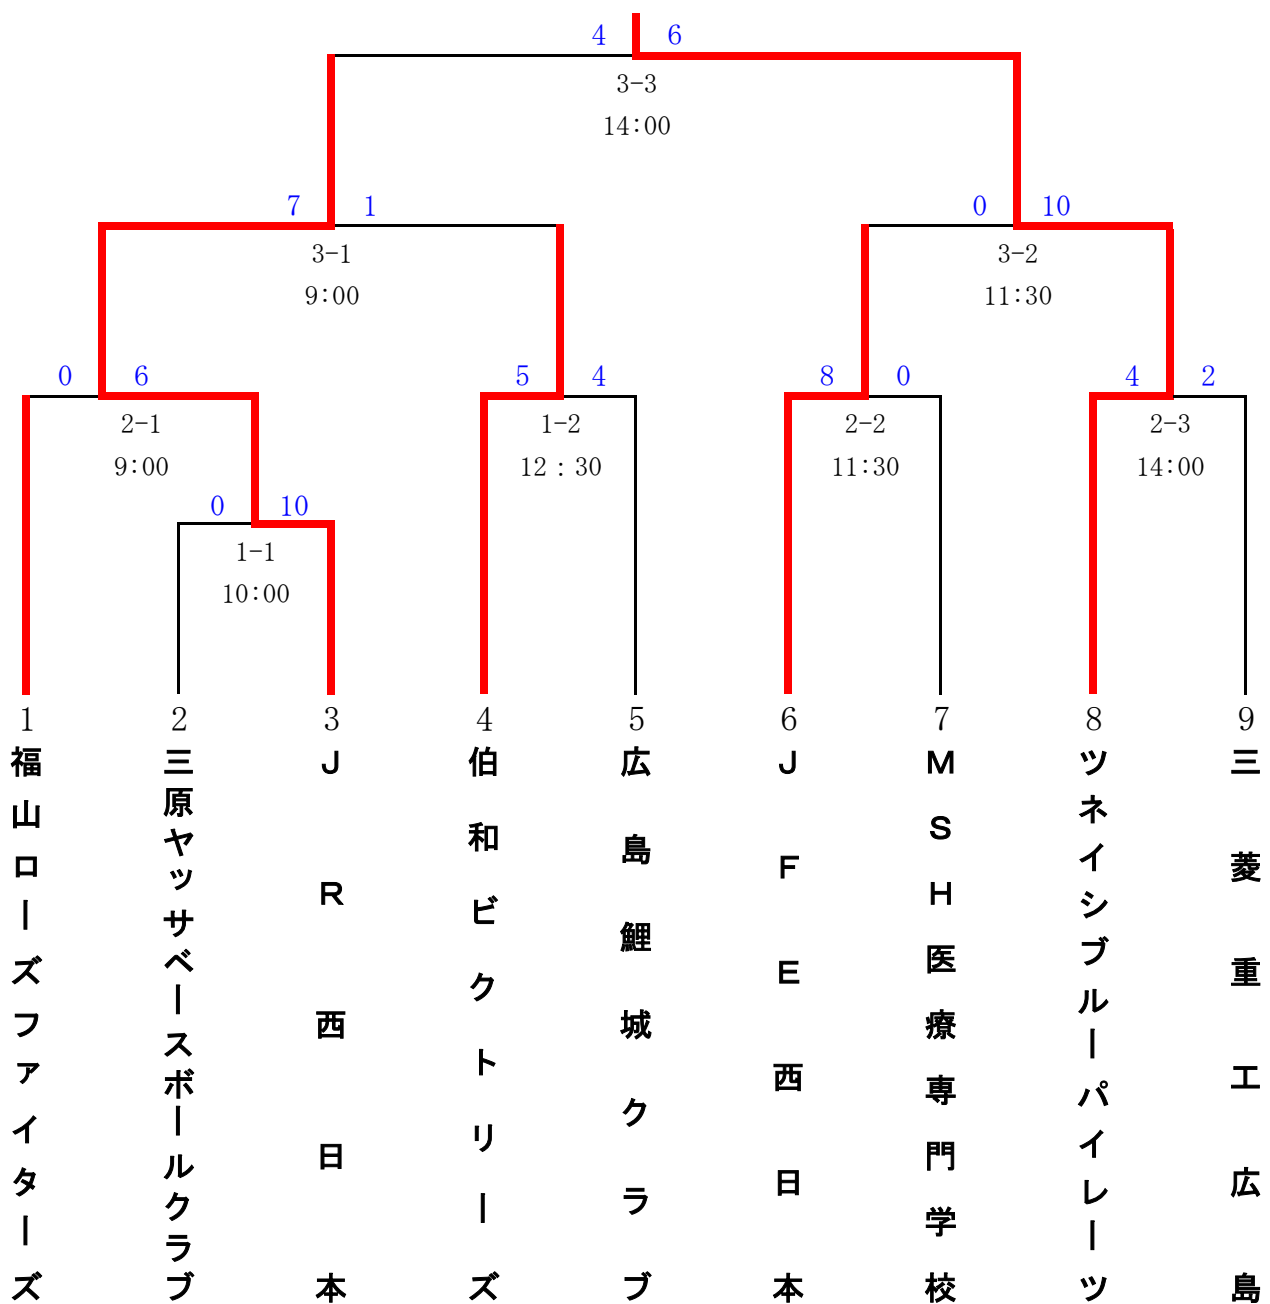 4 6
3-3
14:00
7 1
0 10
3-1
3-2
9:00
11:30
0 6
5 4
8 0
4 2
2-1
1-2
2-2
2-3
9:00
12：30
11:30
14:00
0 10
1-1
10:00
1 2 3 4 5 6 7 8 9
福山ローズファイターズ
三原ヤッサベースボールクラブ
ＪＲ西日本
伯和ビクトリーズ
広島鯉城クラブ
ＪＦＥ西日本
ＭＳＨ医療専門学校
ツネイシブルーパイレーツ
三菱重工広島